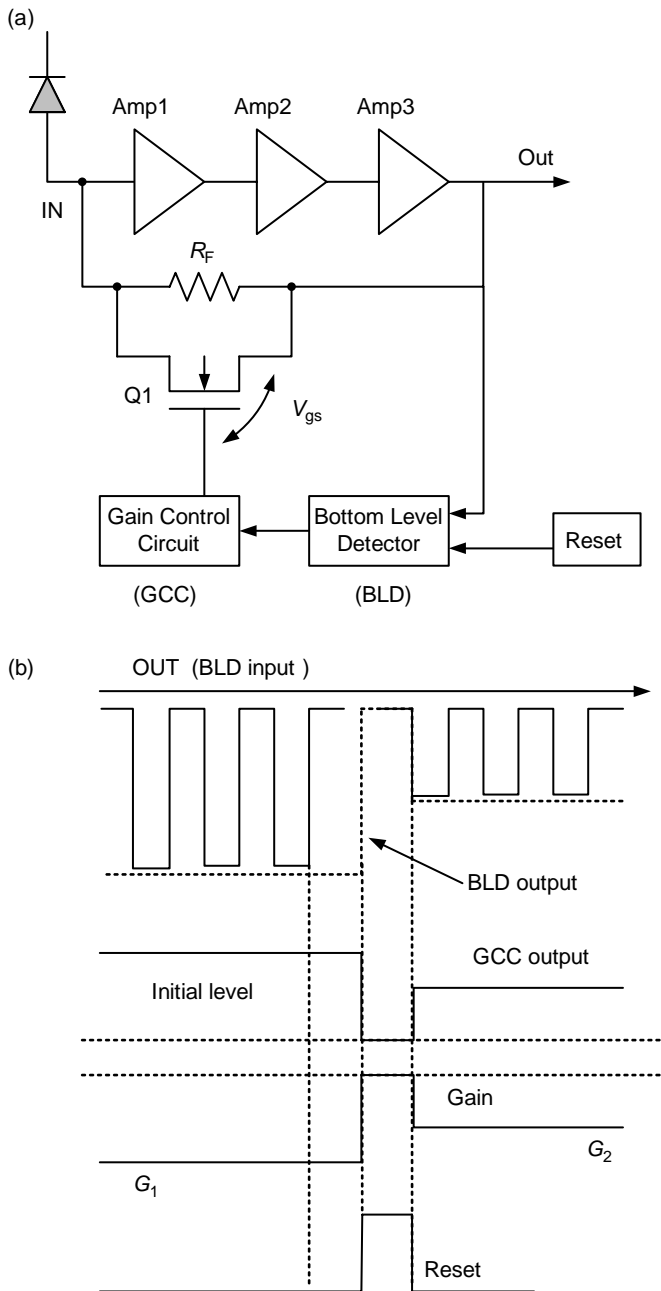 (a)
Amp1 Amp2 Amp3
Out
IN
RF
Q1
Vgs
Gain Control
Circuit
Bottom Level
Detector
Reset
(GCC)
(BLD)
(b)
OUT (BLD input )
BLD output
GCC output
Initial level
Gain
G1
G2
Reset